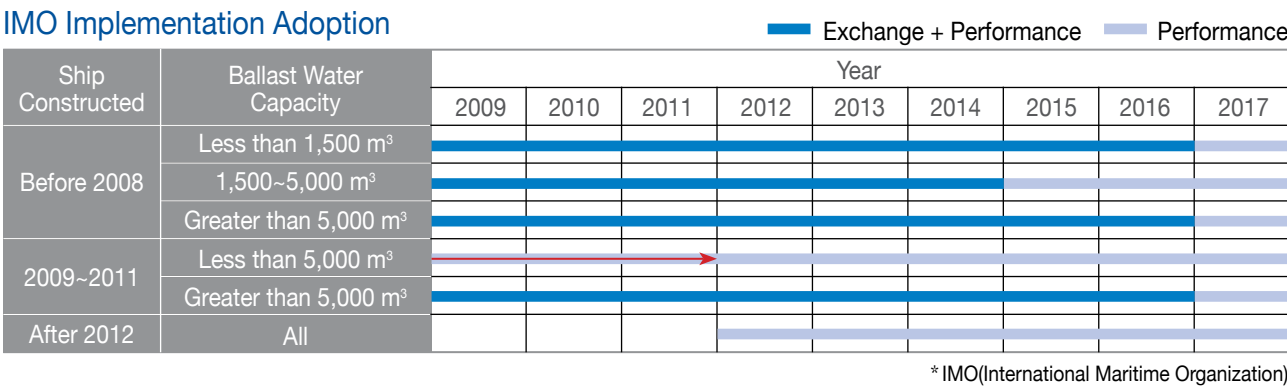 IMO Implementation Adoption
Exchange + Performance Performance
Ship Constructed Ballast Water Capacity Year
2009 2010 2011 2012 2013 2014 2015 2016 2017
Before 2008
Less than 1,500 m³
1,500~5,000 m³
Greater than 5,000 m³
2009~2011
Less than 5,000 m³
Greater than 5,000 m³
After 2012 All
* IMO(International Maritime Organization)